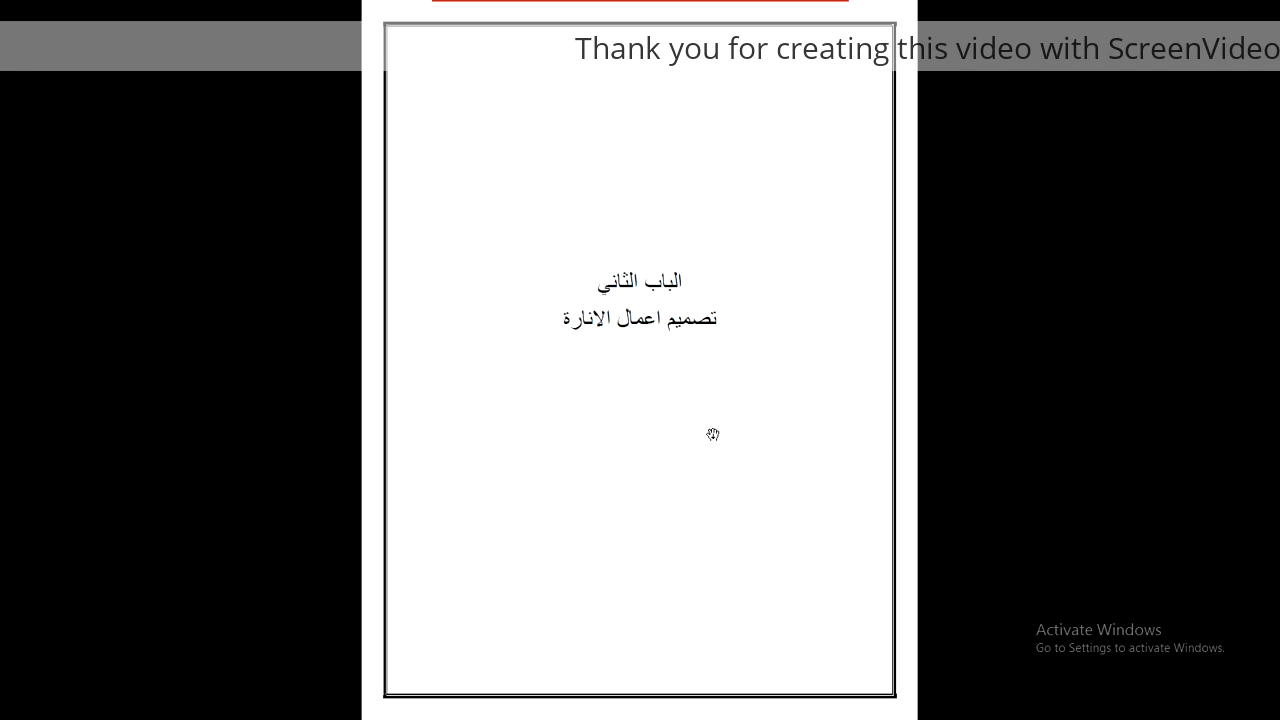 Thank you for creating this video with ScreenVideo
الباب الثاني
تصميم اعمال الانارة
Activate Windows
Go to Settings to activate Windows.